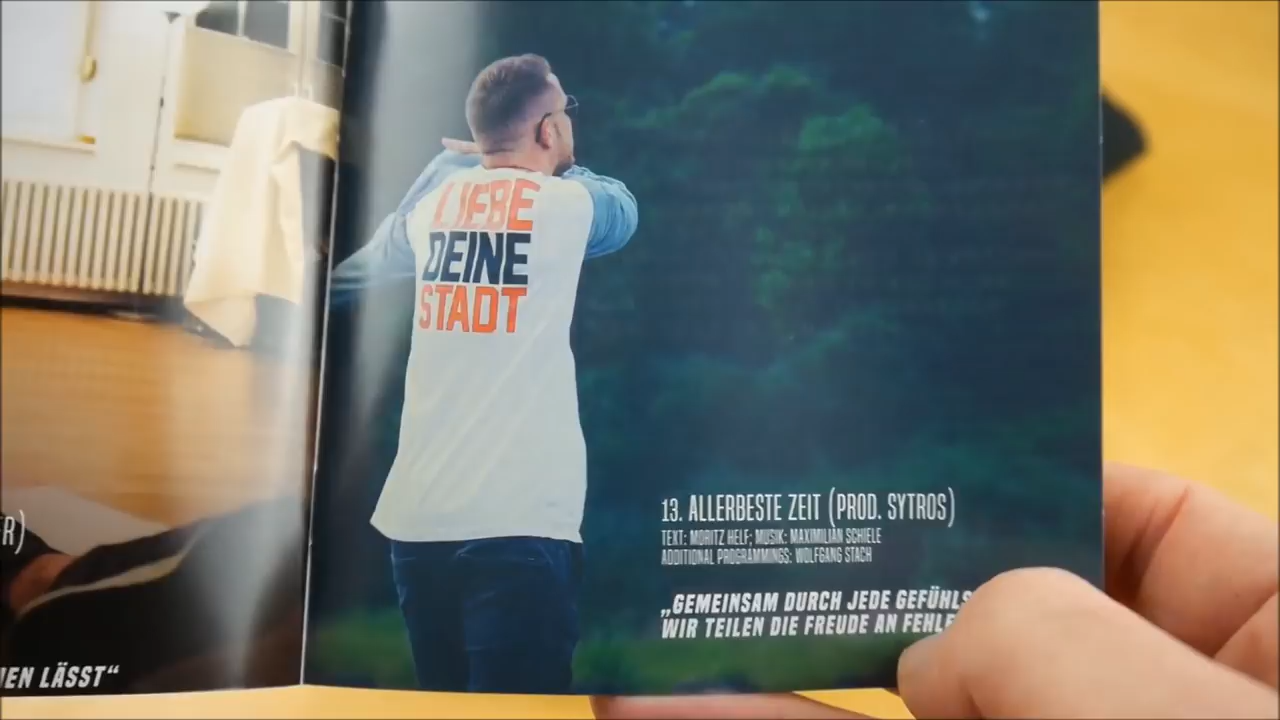 R)
EN LÄSST“
LIEBE
DEINE
STADT
13. ALLERBESTE ZEIT (PROD. SYTROS)
TEXT: MORITZ HELF; MUSIK: MAXIMILIAN SCHIELE
ADDITIONAL PROGRAMMINGS: WOLFGANG STACH
„GEMEINSAM DURCH JEDE GEFÜHLS
WIR TEILEN DIE FREUDE AN FEHLE